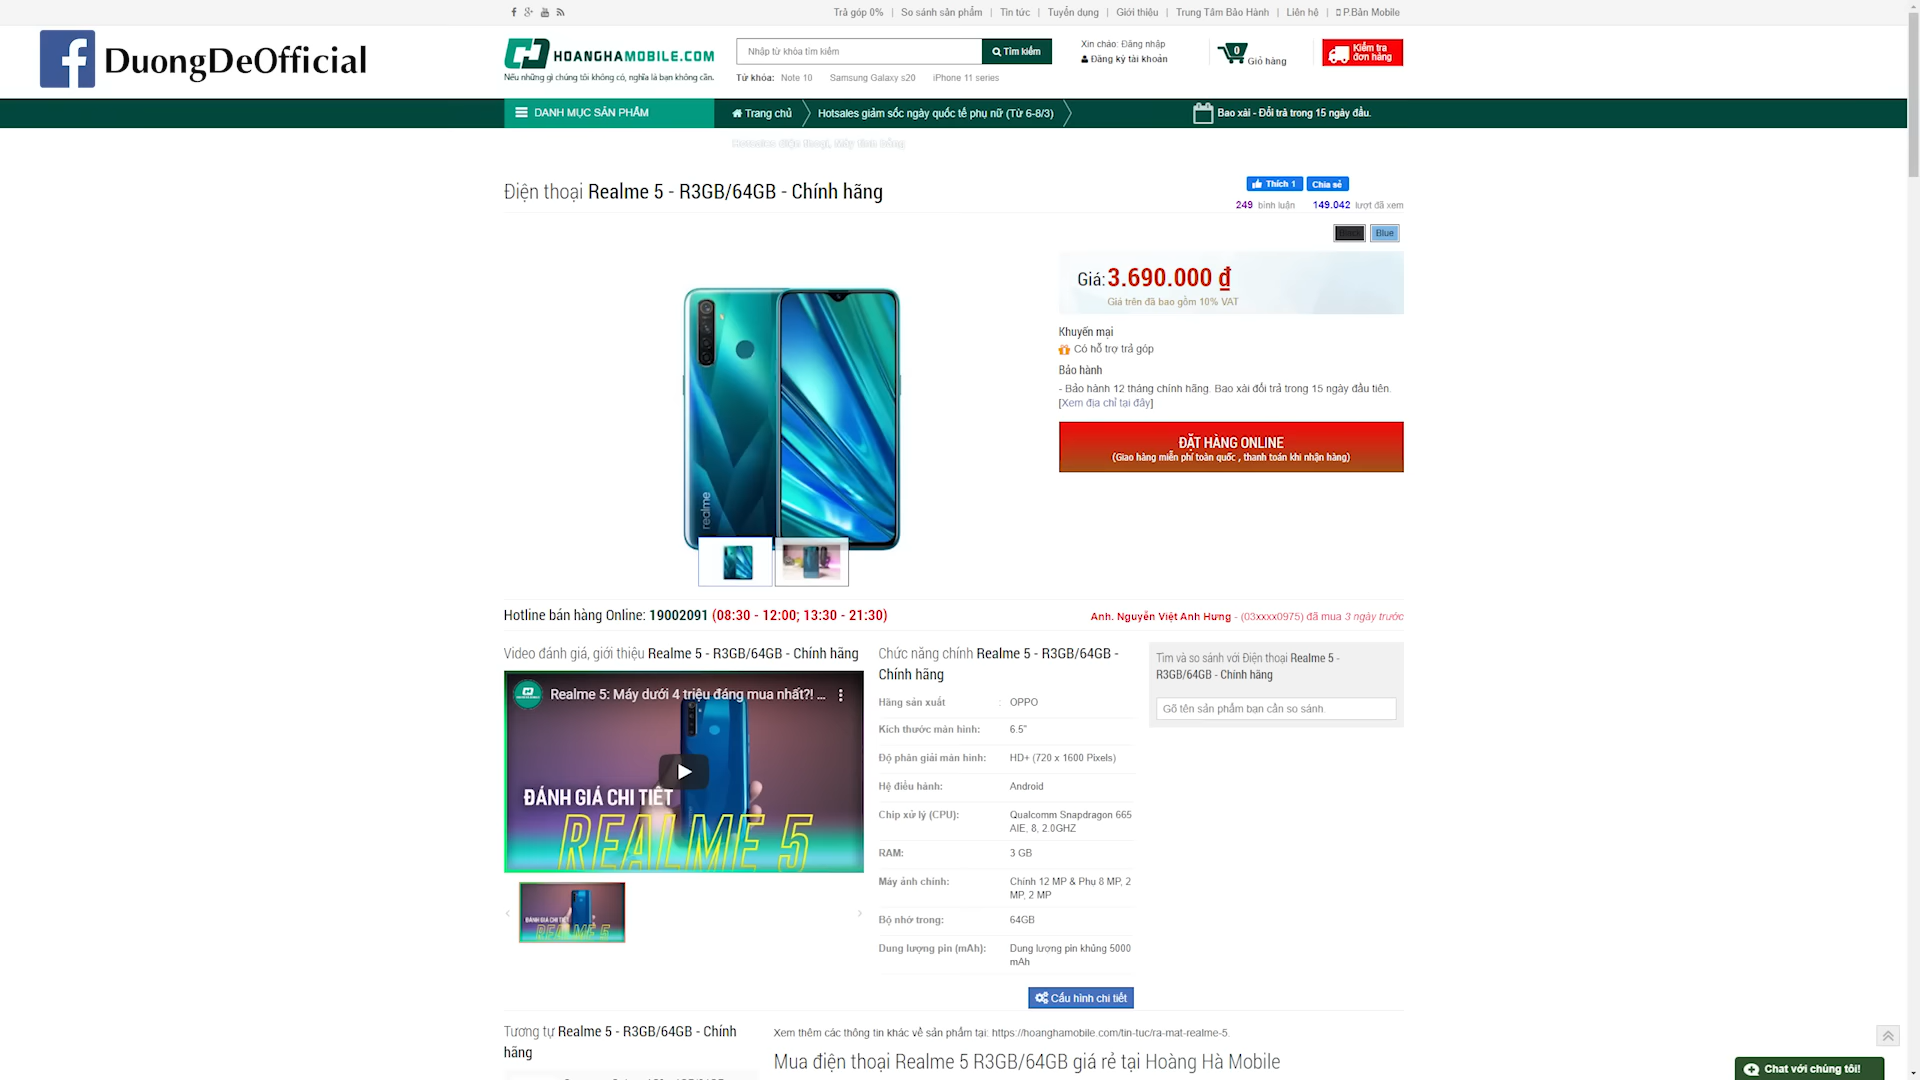 Trả góp 0% | So sánh sản phẩm | Tin tức | Tuyển dụng | Giới thiệu | Trung Tâm Bảo Hành | Liên hệ | P.Bản Mobile
DuongDeOfficial
HOANGHAMOBILE.COM
Nếu những gì chúng tôi không có, nghĩa là bạn không cần.
Nhập từ khóa tìm kiếm
Tìm kiếm
Từ khóa: Note 10 Samsung Galaxy s20 iPhone 11 series
Xin chào: Đăng nhập
Đăng ký tài khoản
0
Giỏ hàng
Kiểm tra
đơn hàng
DANH MỤC SẢN PHẨM
Trang chủ
Hotsales giảm sốc ngày quốc tế phụ nữ (Từ 6-8/3)
Bao xài - Đổi trả trong 15 ngày đầu.
Hotsales điện thoại, Máy tính bảng
Điện thoại Realme 5 - R3GB/64GB - Chính hãng
Thích 1
Chia sẻ
249 bình luận 149.042 lượt đã xem
Blue
Giá: 3.690.000 ₫
Giá trên đã bao gồm 10% VAT
Khuyến mại
Có hỗ trợ trả góp
Bảo hành
- Bảo hành 12 tháng chính hãng. Bao xài đổi trả trong 15 ngày đầu tiên.
[Xem địa chỉ tại đây]
ĐẶT HÀNG ONLINE
(Giao hàng miễn phí toàn quốc , thanh toán khi nhận hàng)
realme
Hotline bán hàng Online: 19002091 (08:30 - 12:00; 13:30 - 21:30)
Anh. Nguyễn Việt Anh Hưng - (03xxxx0975) đã mua 3 ngày trước
Video đánh giá, giới thiệu Realme 5 - R3GB/64GB - Chính hãng
Realme 5: Máy dưới 4 triệu đáng mua nhất?! ...
ĐÁNH GIÁ CHI TIẾT
REALME 5
ĐÁNH GIÁ CHI TIẾT
REALME 5
Chức năng chính Realme 5 - R3GB/64GB -
Chính hãng
Hãng sản xuất : OPPO
Kích thước màn hình: 6.5"
Độ phân giải màn hình: HD+ (720 x 1600 Pixels)
Hệ điều hành: Android
Chip xử lý (CPU): Qualcomm Snapdragon 665
AIE, 8, 2.0GHZ
RAM: 3 GB
Máy ảnh chính: Chính 12 MP & Phụ 8 MP, 2
MP, 2 MP
Bộ nhớ trong: 64GB
Dung lượng pin (mAh): Dung lượng pin khủng 5000
mAh
Cấu hình chi tiết
Tìm và so sánh với Điện thoại Realme 5 -
R3GB/64GB - Chính hãng
Gõ tên sản phẩm bạn cần so sánh.
Tương tự Realme 5 - R3GB/64GB - Chính
hãng
Xem thêm các thông tin khác về sản phẩm tại: https://hoanghamobile.com/tin-tuc/ra-mat-realme-5.
Mua điện thoại Realme 5 R3GB/64GB giá rẻ tại Hoàng Hà Mobile
Chat với chúng tôi!